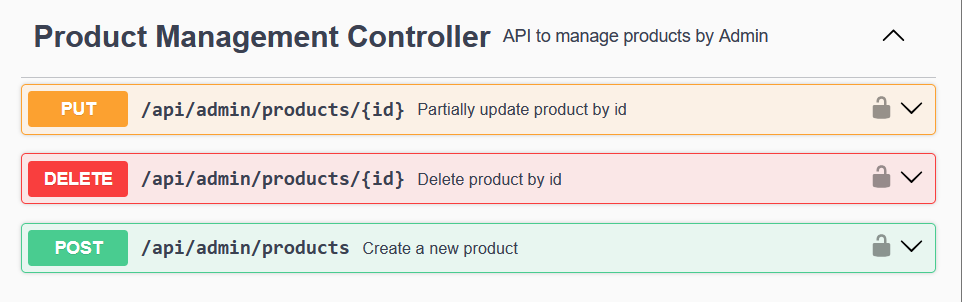 Product Management Controller API to manage products by Admin
PUT /api/admin/products/{id} Partially update product by id
DELETE /api/admin/products/{id} Delete product by id
POST /api/admin/products Create a new product